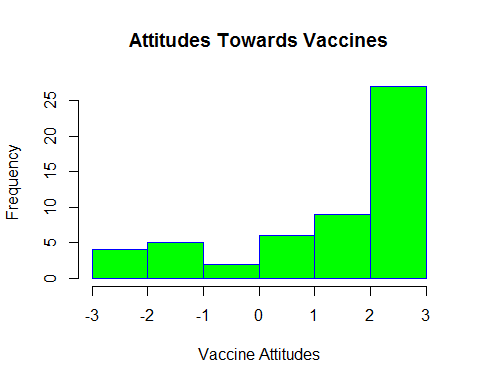 Attitudes Towards Vaccines
Frequency
25
20
15
10
5
0
-3 -2 -1 0 1 2 3
Vaccine Attitudes